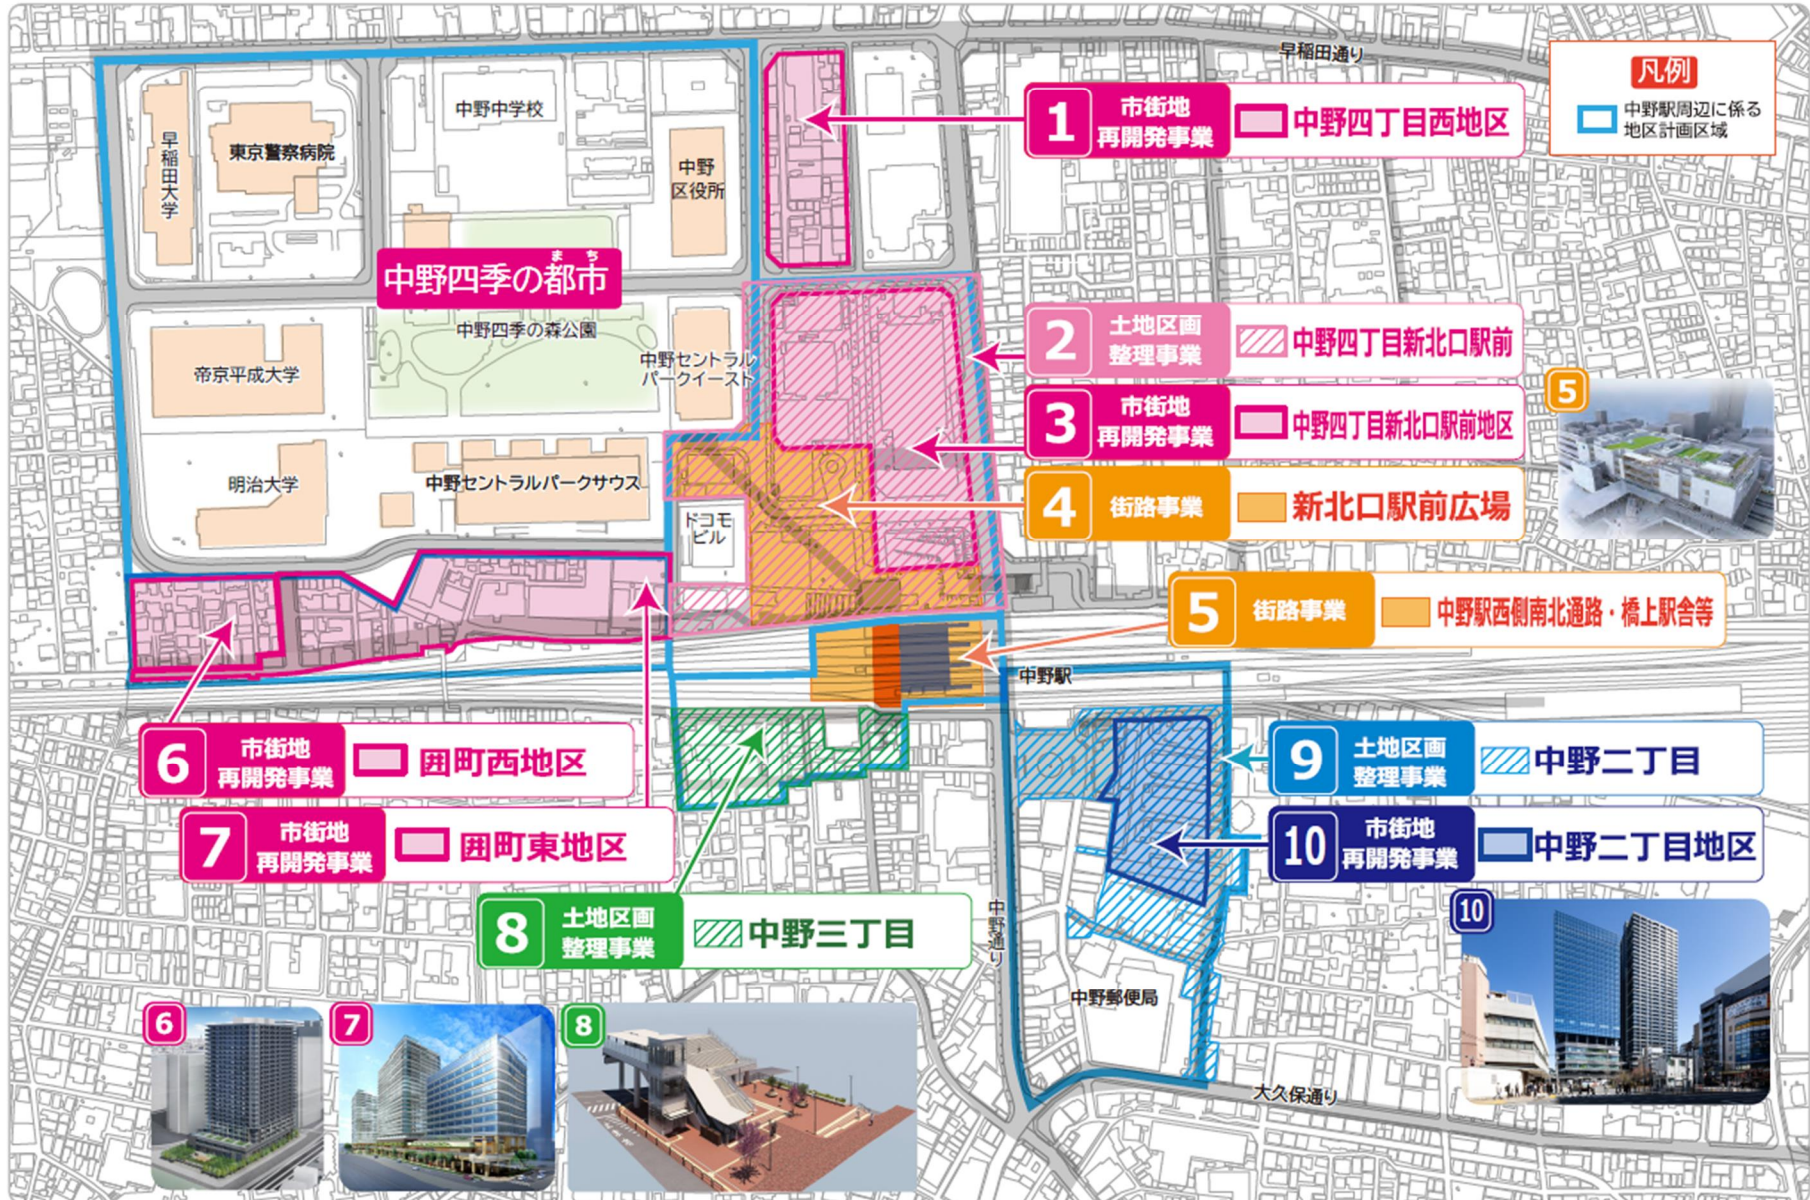 早稲田通り
凡例
中野駅周辺に係る
地区計画区域
早稲田大学
東京警察病院
中野中学校
中野
区役所
1
市街地
再開発事業
中野四丁目西地区
まち
中野四季の都市
中野四季の森公園
帝京平成大学
中野セントラル
パークイースト
2
土地区画
整理事業
中野四丁目新北口駅前
3
市街地
再開発事業
中野四丁目新北口駅前地区
5
明治大学
中野セントラルパークサウス
ドコモ
ビル
4
街路事業
新北口駅前広場
5
街路事業
中野駅西側南北通路・橋上駅舎等
中野駅
6
市街地
再開発事業
囲町西地区
7
市街地
再開発事業
囲町東地区
8
土地区画
整理事業
中野三丁目
9
土地区画
整理事業
中野二丁目
10
市街地
再開発事業
中野二丁目地区
10
中野通り
中野郵便局
大久保通り
6
7
8